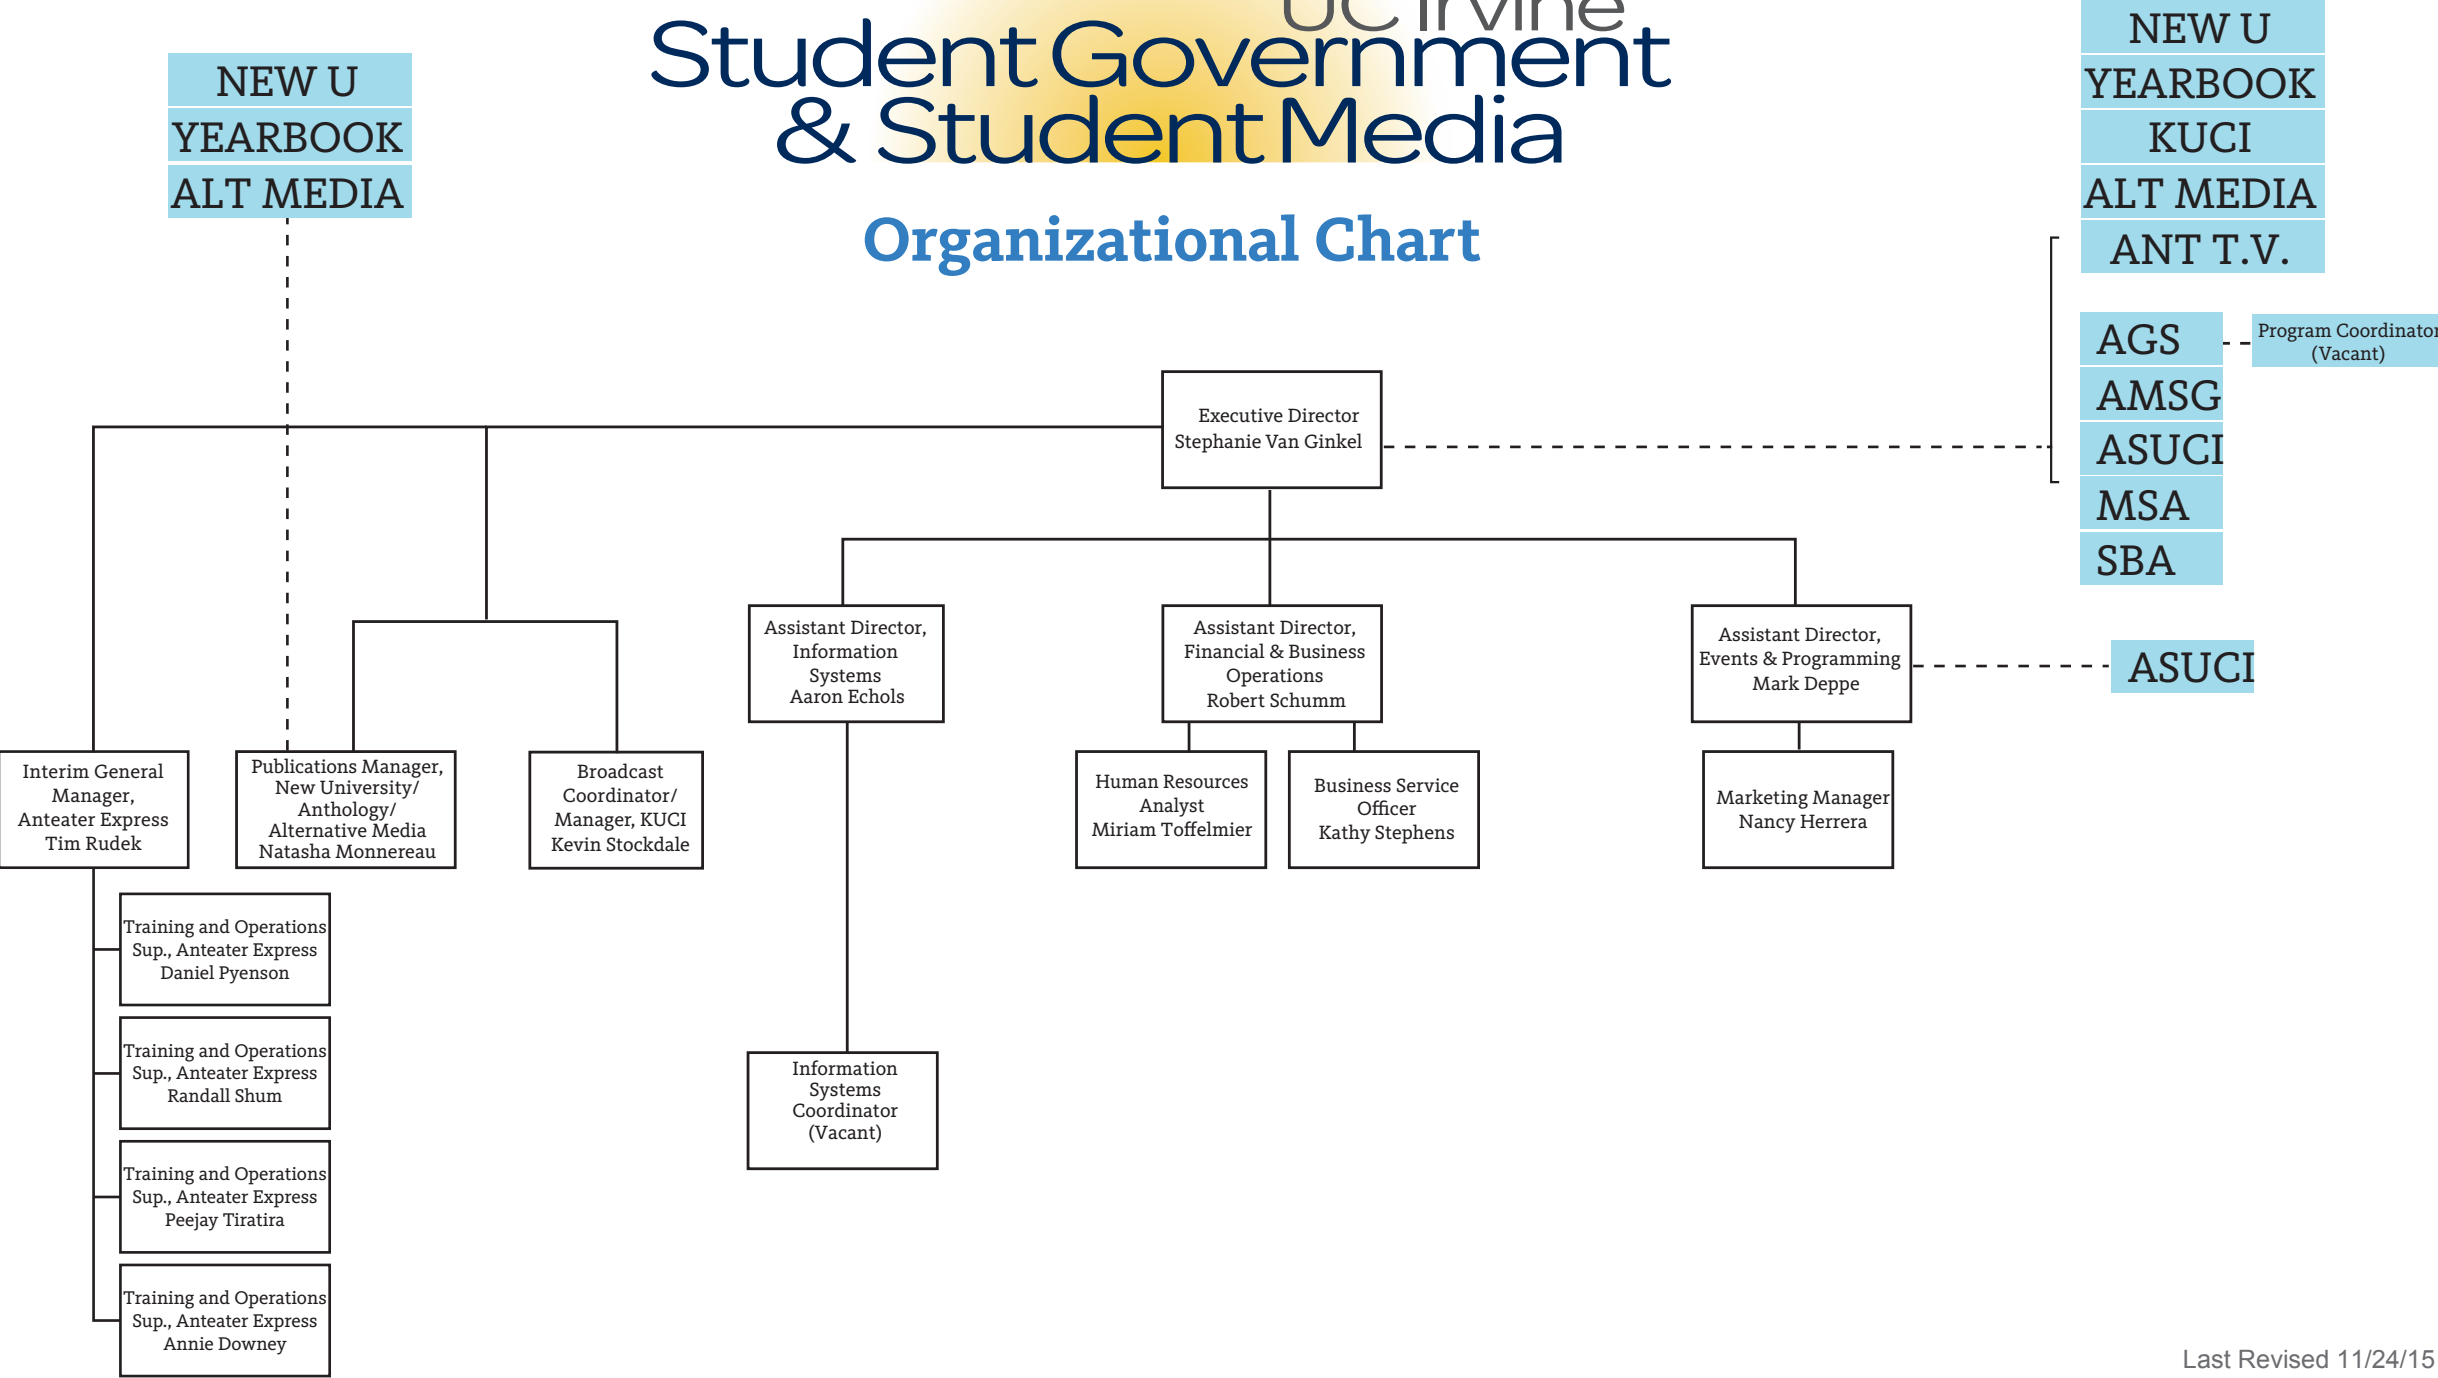 UC Irvine
Student Government
& Student Media
Organizational Chart
NEW U
YEARBOOK
ALT MEDIA
NEW U
YEARBOOK
KUCI
ALT MEDIA
ANT T.V.
AGS
AMSG
ASUCI
MSA
SBA
Program Coordinator
(Vacant)
Executive Director
Stephanie Van Ginkel
Assistant Director,
Information
Systems
Aaron Echols
Assistant Director,
Financial & Business
Operations
Robert Schumm
Assistant Director,
Events & Programming
Mark Deppe
ASUCI
Interim General
Manager,
Anteater Express
Tim Rudek
Publications Manager,
New University/
Anthology/
Alternative Media
Natasha Monnereau
Broadcast
Coordinator/
Manager, KUCI
Kevin Stockdale
Human Resources
Analyst
Miriam Toffelmier
Business Service
Officer
Kathy Stephens
Marketing Manager
Nancy Herrera
Training and Operations
Sup., Anteater Express
Daniel Pyenson
Training and Operations
Sup., Anteater Express
Randall Shum
Training and Operations
Sup., Anteater Express
Peejay Tiratira
Training and Operations
Sup., Anteater Express
Annie Downey
Information
Systems
Coordinator
(Vacant)
Last Revised 11/24/15